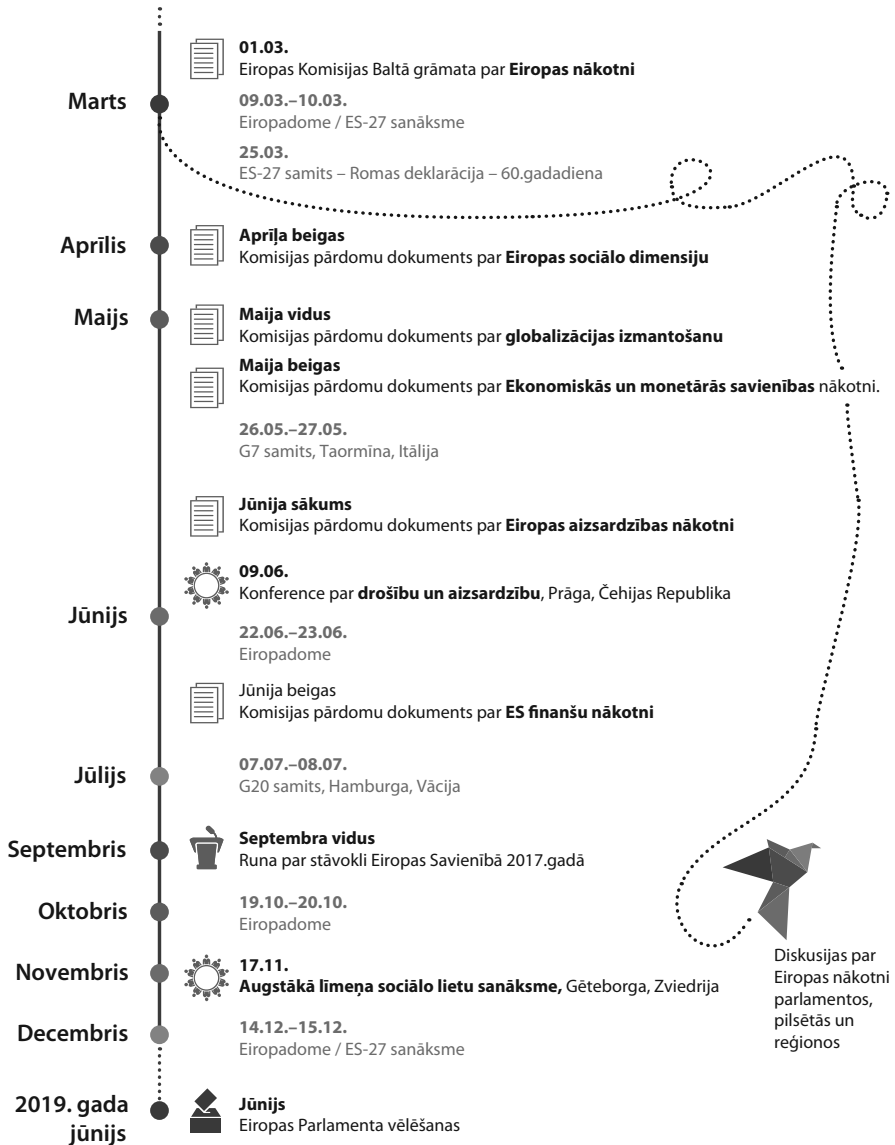 Marts
01.03.
Eiropas Komisijas Baltā grāmata par Eiropas nākotni
09.03.–10.03.
Eiropadome / ES-27 sanāksme
25.03.
ES-27 samits – Romas deklarācija – 60.gadadiena
Aprīlis
Aprīļa beigas
Komisijas pārdomu dokuments par Eiropas sociālo dimensiju
Maijs
Maija vidus
Komisijas pārdomu dokuments par globalizācijas izmantošanu
Maija beigas
Komisijas pārdomu dokuments par Ekonomiskās un monetārās savienības nākotni.
26.05.–27.05.
G7 samits, Taormīna, Itālija
Jūnija sākums
Komisijas pārdomu dokuments par Eiropas aizsardzības nākotni
Jūnijs
09.06.
Konference par drošību un aizsardzību, Prāga, Čehijas Republika
22.06.–23.06.
Eiropadome
Jūnija beigas
Komisijas pārdomu dokuments par ES finanšu nākotni
Jūlijs
07.07.–08.07.
G20 samits, Hamburga, Vācija
Septembris
Septembra vidus
Runa par stāvokli Eiropas Savienībā 2017.gadā
Oktobris
19.10.–20.10.
Eiropadome
Novembris
17.11.
Augstākā līmeņa sociālo lietu sanāksme, Gēteborga, Zviedrija
Decembris
14.12.–15.12.
Eiropadome / ES-27 sanāksme
2019. gada
jūnijs
Jūnijs
Eiropas Parlamenta vēlēšanas
Diskusijas par
Eiropas nākotni
parlamentos,
pilsētās un
reģionos